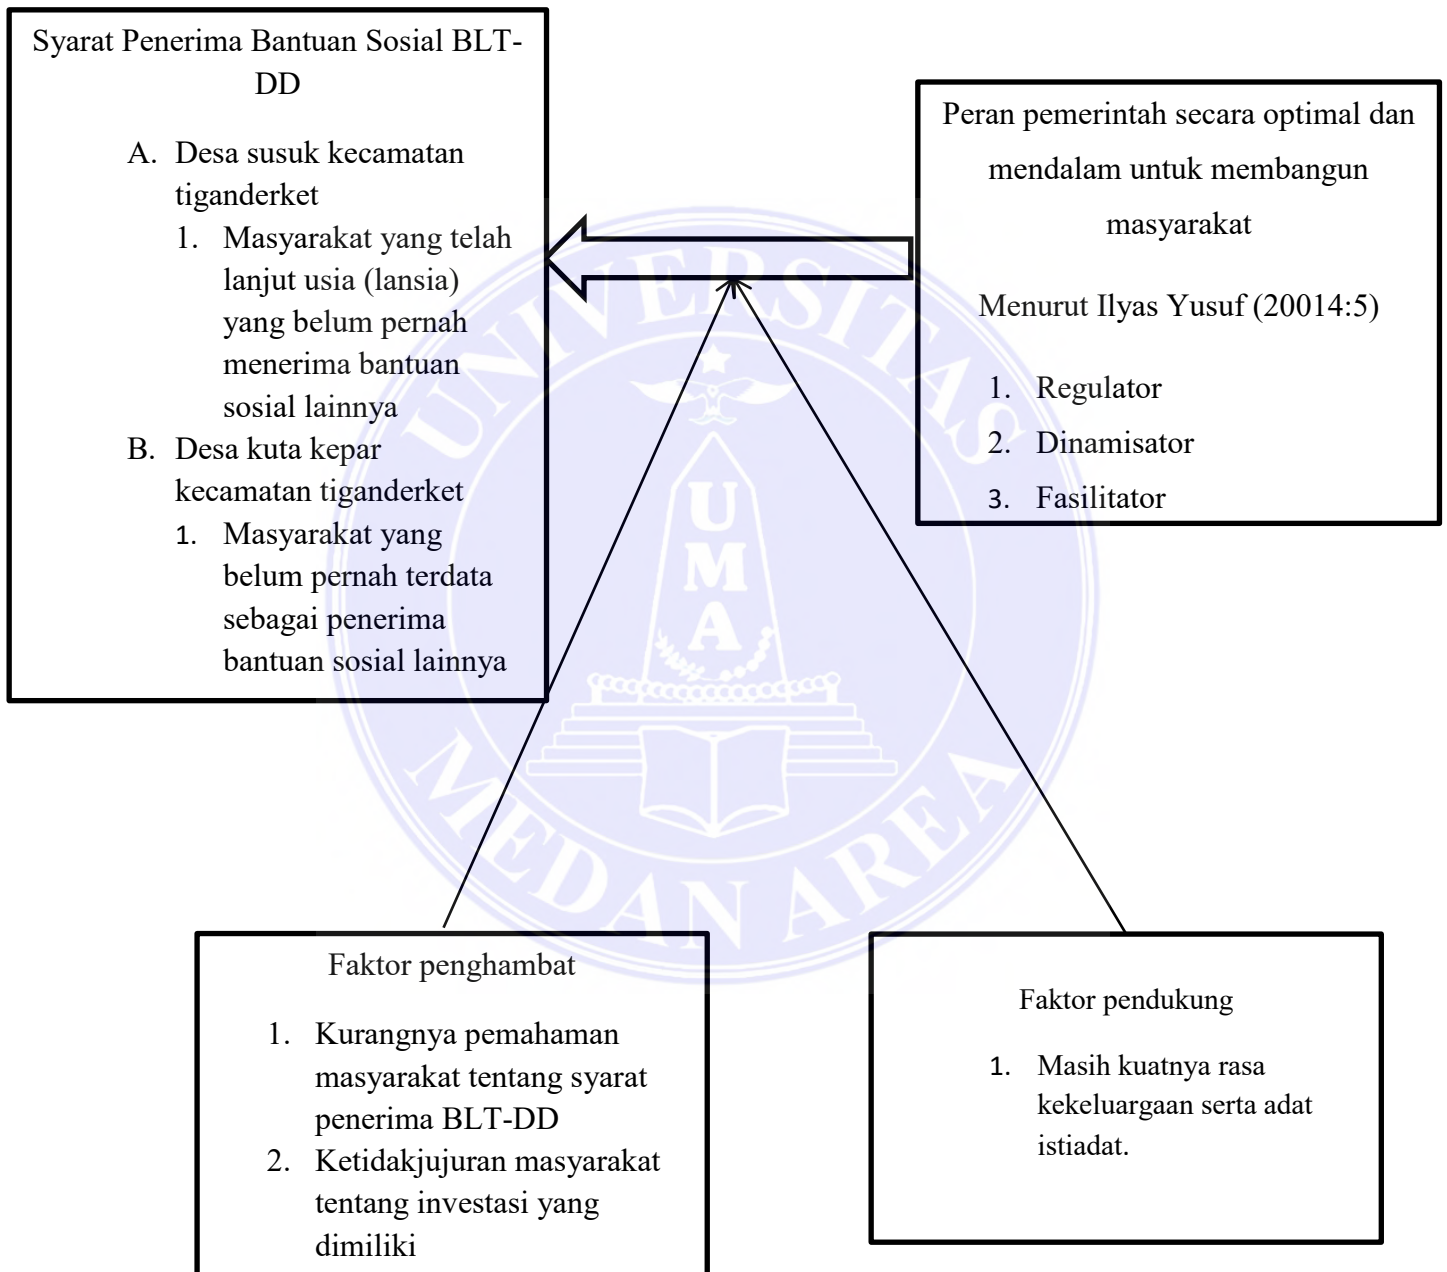 Syarat Penerima Bantuan Sosial BLT-
DD
A. Desa susuk kecamatan
tiganderket
1. Masyarakat yang telah
lanjut usia (lansia)
yang belum pernah
menerima bantuan
sosial lainnya
B. Desa kuta kepar
kecamatan tiganderket
1. Masyarakat yang
belum pernah terdata
sebagai penerima
bantuan sosial lainnya
Peran pemerintah secara optimal dan
mendalam untuk membangun
masyarakat
Menurut Ilyas Yusuf (20014:5)
1. Regulator
2. Dinamisator
3. Fasilitator
UNIVERSITAS
U
M
A
MEDAN AREA
Faktor penghambat
1. Kurangnya pemahaman
masyarakat tentang syarat
penerima BLT-DD
2. Ketidakjujuran masyarakat
tentang investasi yang
dimiliki
Faktor pendukung
1. Masih kuatnya rasa
kekeluargaan serta adat
istiadat.